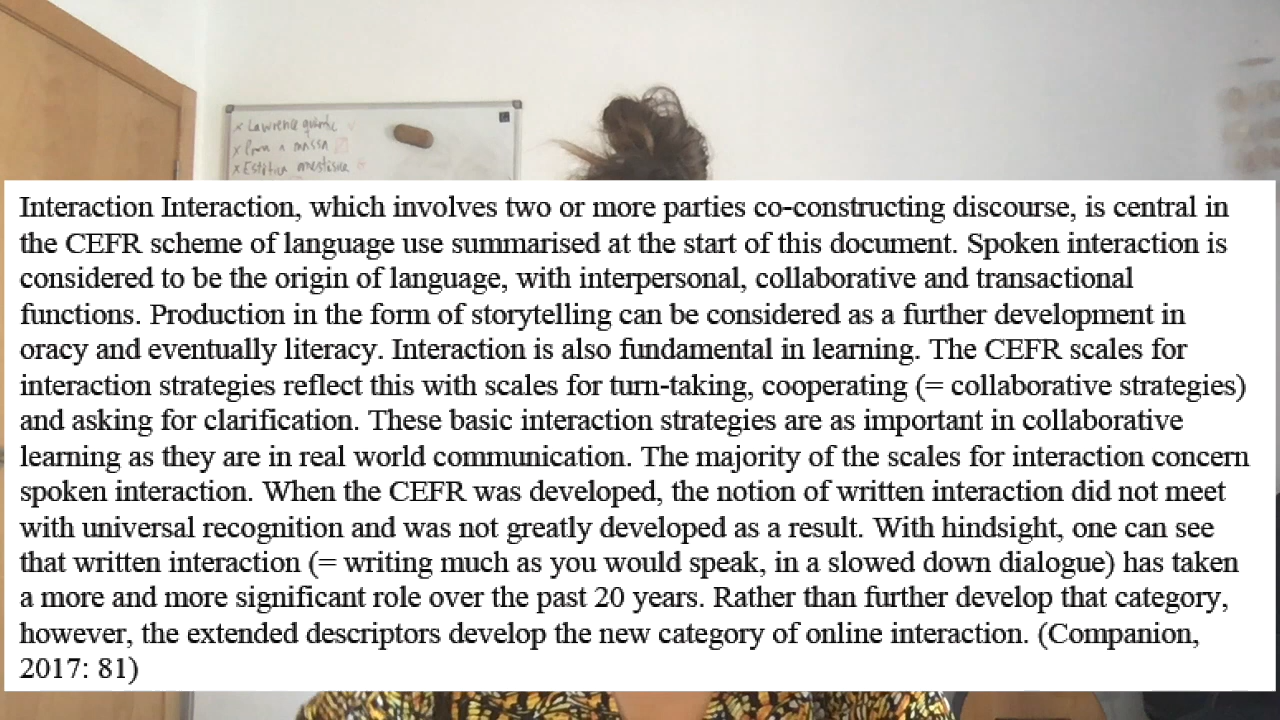 x Lawrence
Interaction Interaction, which involves two or more parties co-constructing discourse, is central in
the CEFR scheme of language use summarised at the start of this document. Spoken interaction is
considered to be the origin of language, with interpersonal, collaborative and transactional
functions. Production in the form of storytelling can be considered as a further development in
oracy and eventually literacy. Interaction is also fundamental in learning. The CEFR scales for
interaction strategies reflect this with scales for turn-taking, cooperating (= collaborative strategies)
and asking for clarification. These basic interaction strategies are as important in collaborative
learning as they are in real world communication. The majority of the scales for interaction concern
spoken interaction. When the CEFR was developed, the notion of written interaction did not meet
with universal recognition and was not greatly developed as a result. With hindsight, one can see
that written interaction (= writing much as you would speak, in a slowed down dialogue) has taken
a more and more significant role over the past 20 years. Rather than further develop that category,
however, the extended descriptors develop the new category of online interaction. (Companion,
2017: 81)